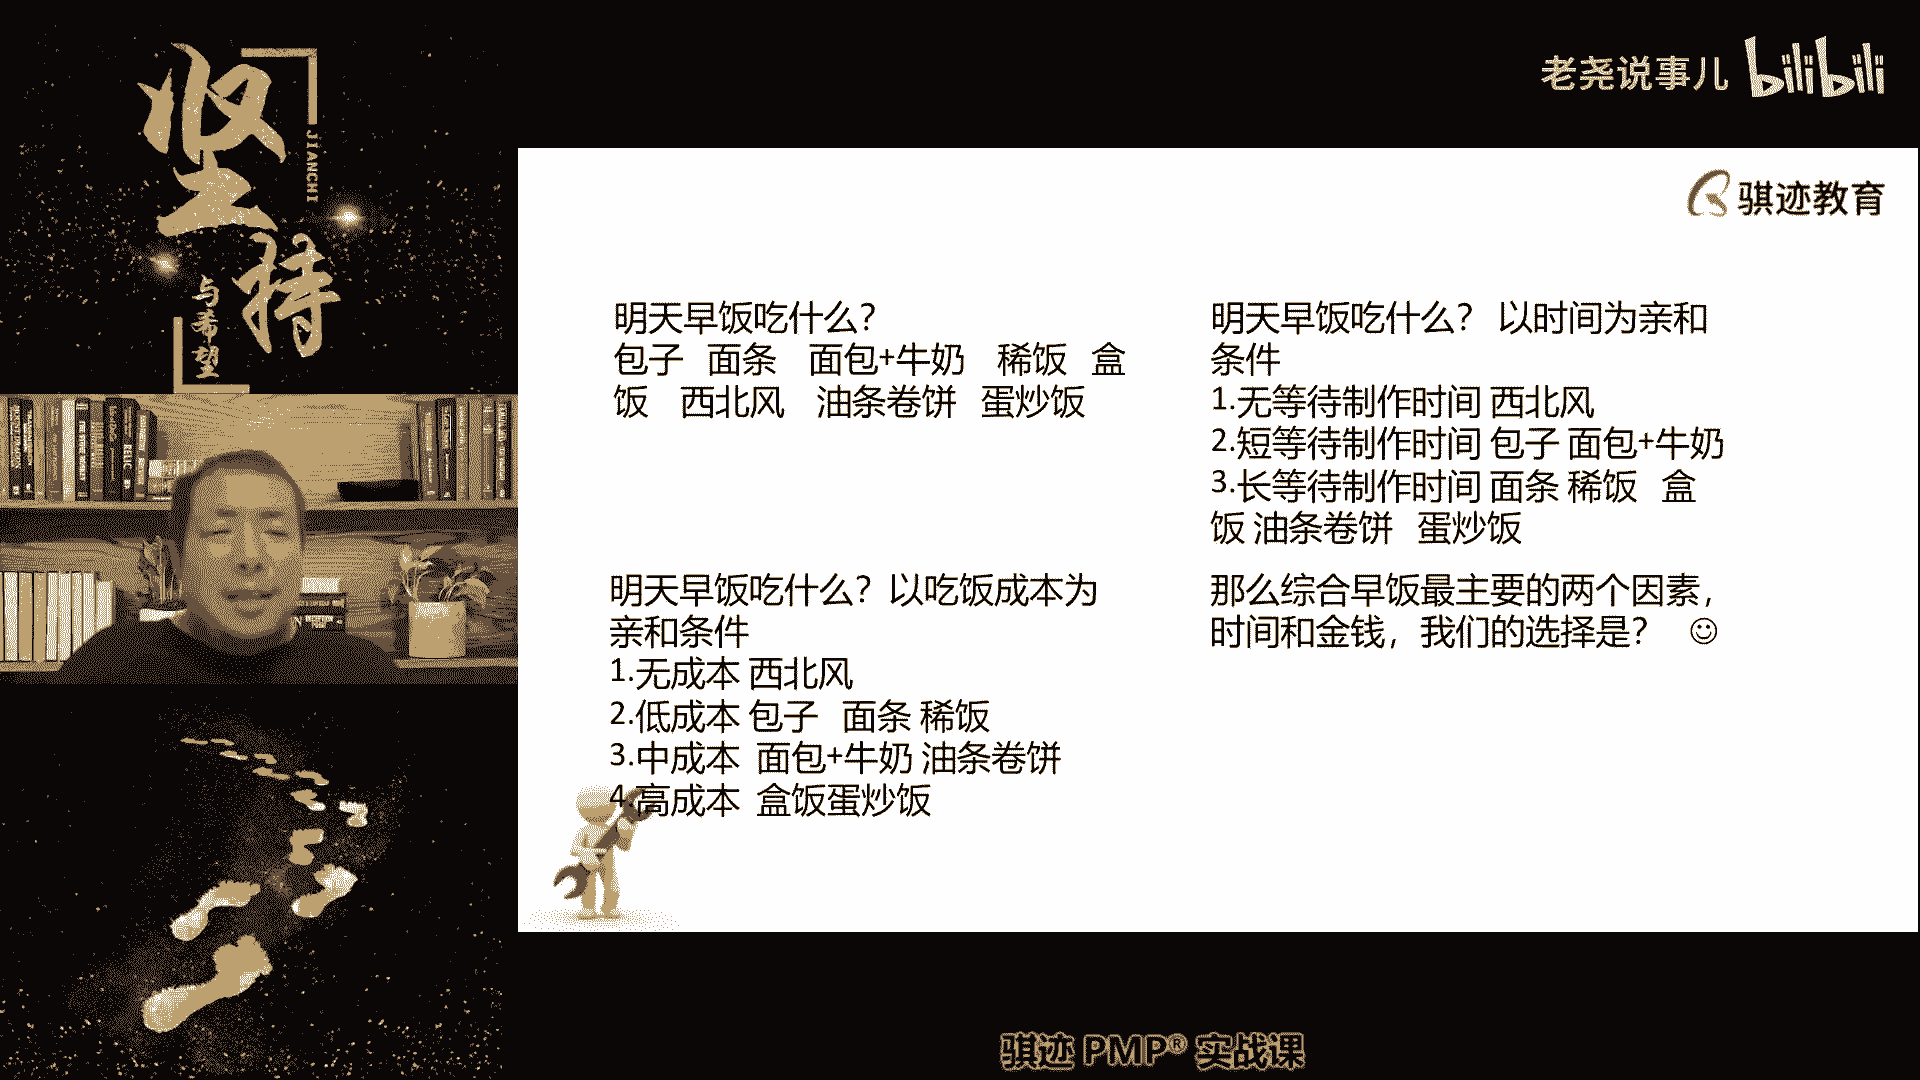 坚持
JIANCHI
与希望
老尧说事儿 bilibili
骐迹教育
明天早饭吃什么？
包子 面条 面包+牛奶 稀饭 盒
饭 西北风 油条卷饼 蛋炒饭
明天早饭吃什么？ 以时间为亲和
条件
1.无等待制作时间 西北风
2.短等待制作时间 包子 面包+牛奶
3.长等待制作时间 面条 稀饭 盒
饭 油条卷饼 蛋炒饭
明天早饭吃什么？以吃饭成本为
亲和条件
1.无成本 西北风
2.低成本 包子 面条 稀饭
3.中成本 面包+牛奶 油条卷饼
4.高成本 盒饭蛋炒饭
那么综合早饭最主要的两个因素，
时间和金钱，我们的选择是？ ☺
骐迹 PMP® 实战课